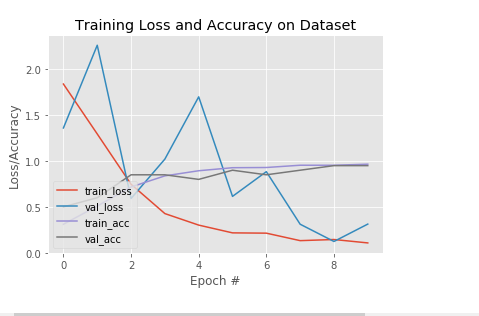 Training Loss and Accuracy on Dataset
Loss/Accuracy
2.0
1.5
1.0
0.5
0.0
train_loss
val_loss
train_acc
val_acc
0 2 4 6 8
Epoch #